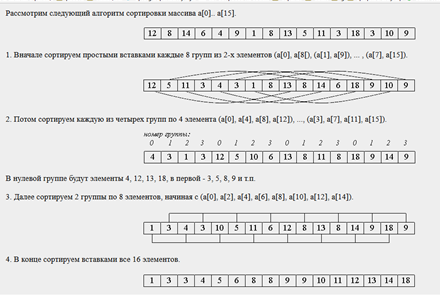 Рассмотрим следующий алгоритм сортировки массива a[0].. a[15].
12 8 14 3 6 4 9 1 8 13 5 11 3 18 3 10 9
1. Вначале сортируем простыми вставками каждые 8 групп из 2-х элементов (a[0], a[8]), (a[1], a[9]), ... , (a[7], a[15]).
12 5 11 3 4 3 9 1 8 13 8 14 6 18 3 10 9
2. Потом сортируем каждую из четырех групп по 4 элемента (a[0], a[4], a[8], a[12]), ..., (a[3], a[7], a[11], a[15]).
номер группы:
0 1 2 3 0 1 2 3 0 1 2 3 0 1 2 3
4 3 1 3 12 5 10 6 13 8 11 8 18 9 14 9
В нулевой группе будут элементы 4, 12, 13, 18, в первой - 3, 5, 8, 9 и т.п.
3. Далее сортируем 2 группы по 8 элементов, начиная с (a[0], a[2], a[4], a[6], a[8], a[10], a[12], a[14]).
1 3 4 3 10 5 11 6 12 8 13 8 14 9 18 9
4. В конце сортируем вставками все 16 элементов.
1 3 3 4 5 6 8 8 9 9 10 11 12 13 14 18